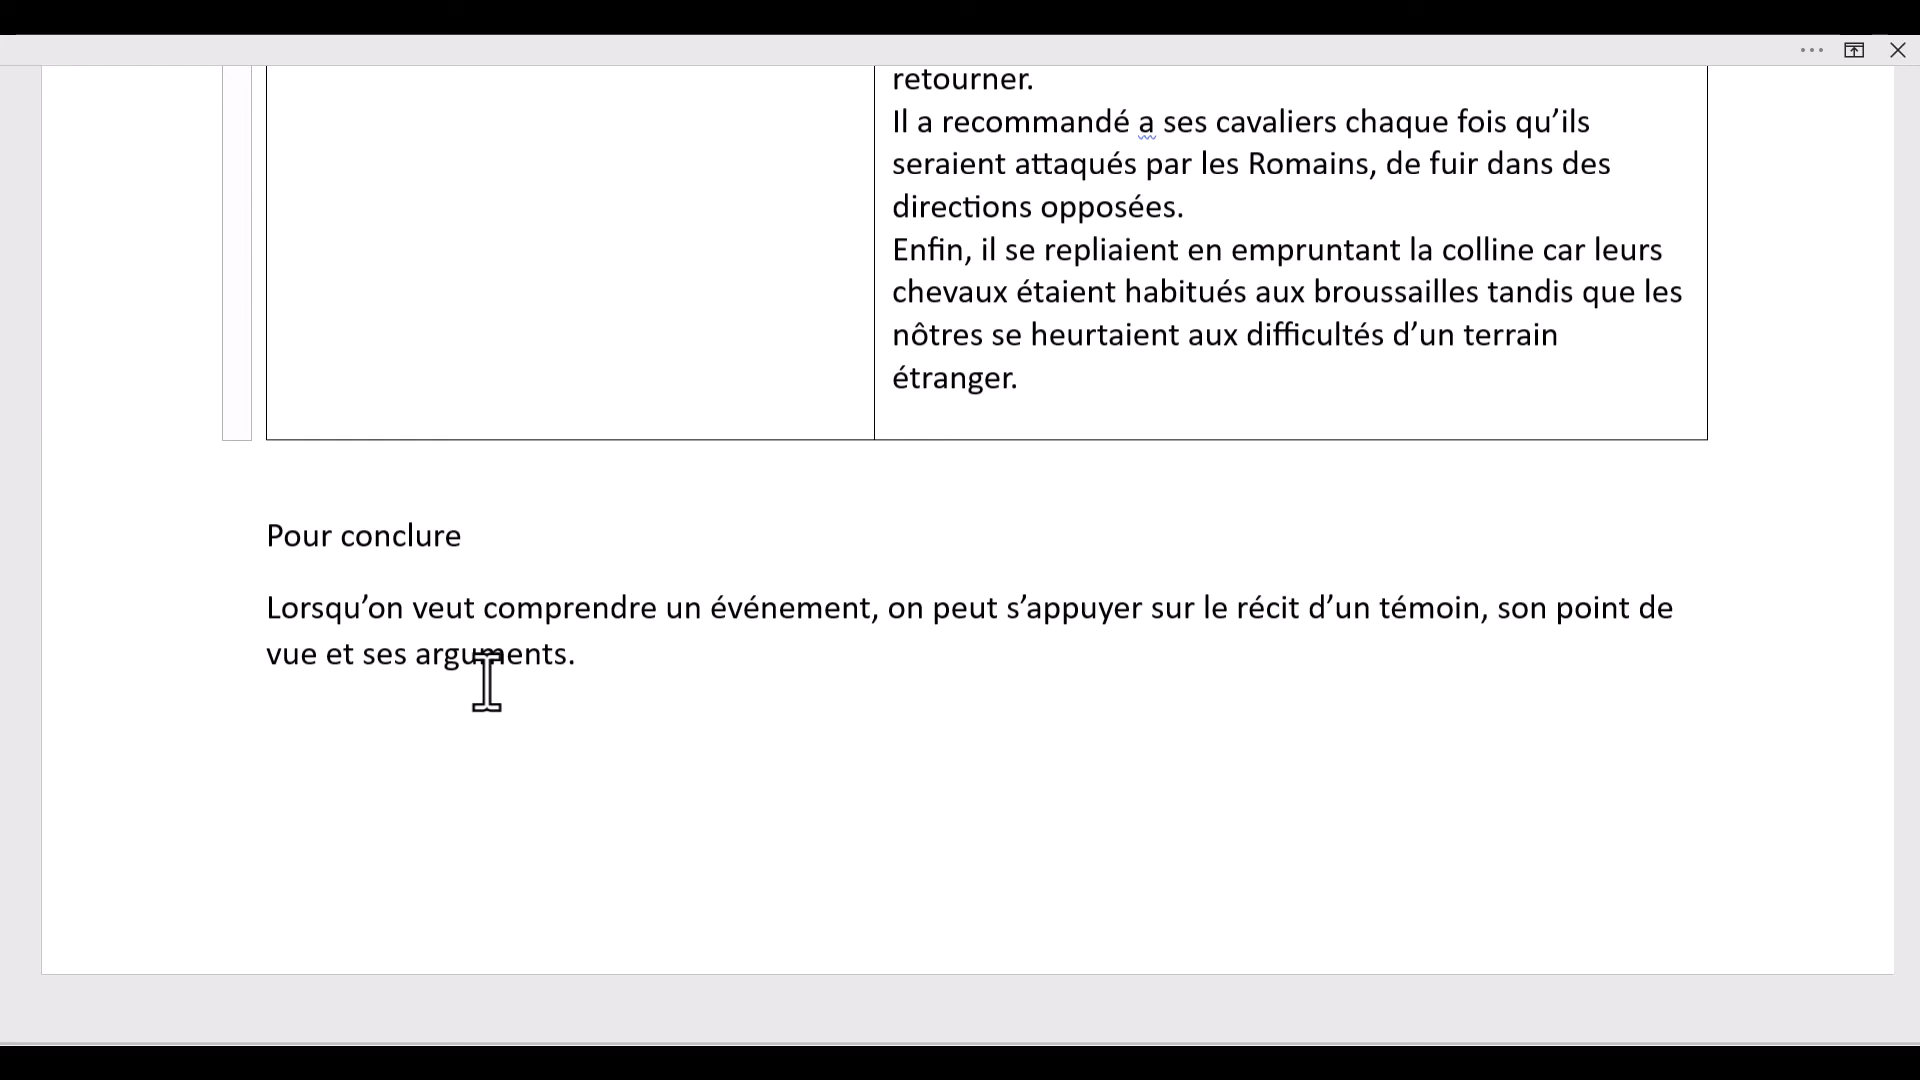 retourner.
Il a recommandé a ses cavaliers chaque fois qu’ils
seraient attaqués par les Romains, de fuir dans des
directions opposées.
Enfin, il se repliaient en empruntant la colline car leurs
chevaux étaient habitués aux broussailles tandis que les
nôtres se heurtaient aux difficultés d’un terrain
étranger.
Pour conclure
Lorsqu’on veut comprendre un événement, on peut s’appuyer sur le récit d’un témoin, son point de
vue et ses arguments.